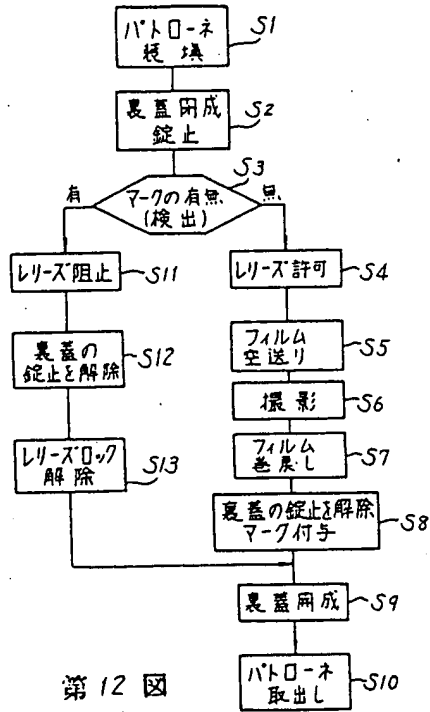 パトローネ
装填
S1
裏蓋閉成
錠止
S2
S3
マークの有無
(検出)
有
無
レリーズ阻止
S11
レリーズ許可
S4
裏蓋の
錠止を解除
S12
フィルム
空送り
S5
撮影
S6
レリーズロック
解除
S13
フィルム
巻戻し
S7
裏蓋の錠止を解除
マーク付与
S8
裏蓋開成
S9
パトローネ
取出し
S10
第12図